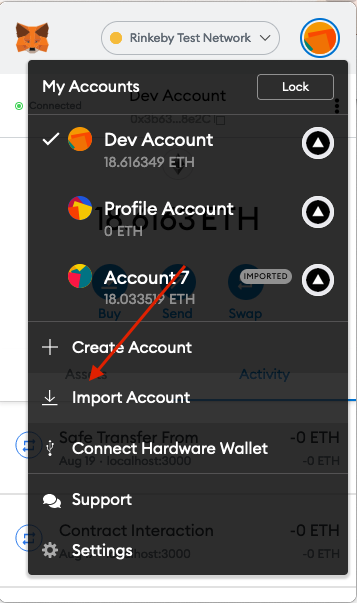 Rinkeby Test Network
My Accounts
Lock
Connected
Dev Account
0x3b63...8e2C
Dev Account
18.616349 ETH
Profile Account
0 ETH
18.6163 ETH
Account 7
IMPORTED
18.033519 ETH
Buy
Send
Swap
Create Account
Assets
Activity
Import Account
Safe Transfer From
-0 ETH
Connect Hardware Wallet
Aug 19 · localhost:3000
-0 ETH
Support
Contract Interaction
-0 ETH
Settings
localhost:3000
-0 ETH